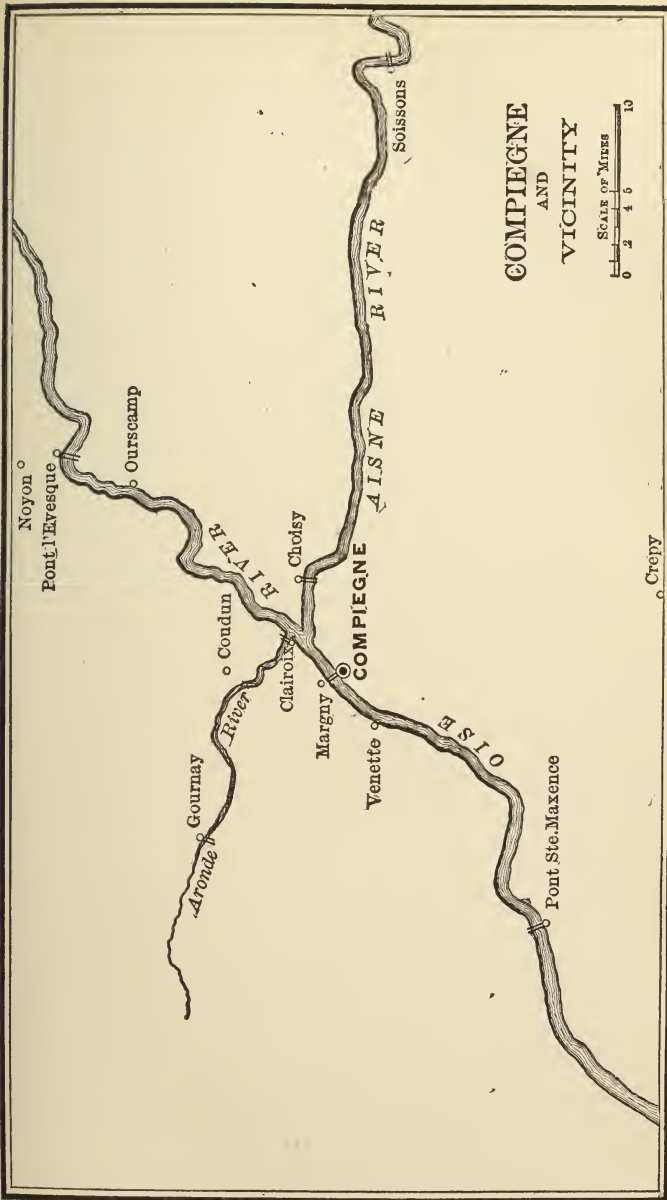 COMPIEGNE
AND
VICINITY
SCALE OF MILES
0 2 4 5 10
Noyon
Pont l'Evesque
Ourscamp
RIVER
Coudun
Choisy
AISNE RIVER
Soissons
Clairoix
COMPIEGNE
Margny
River
Gournay
Aronde
Venette
OISE
Pont Ste. Maxence
Crepy